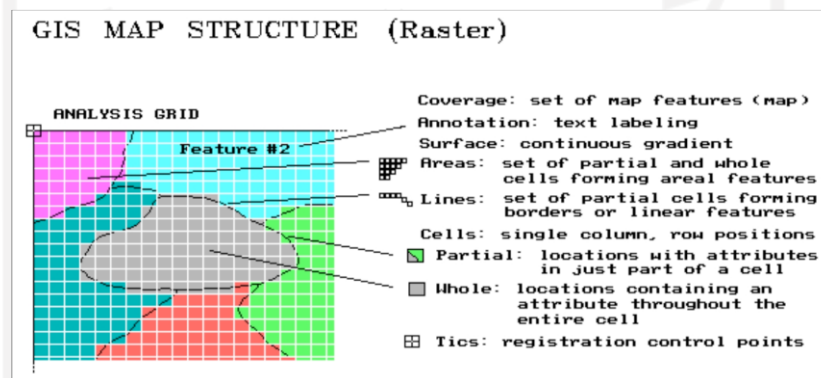 GIS MAP STRUCTURE (Raster)
ANALYSIS GRID
Feature #2
Coverage: set of map features (map)
Annotation: text labeling
Surface: continuous gradient
Areas: set of partial and whole
cells forming areal features
Lines: set of partial cells forming
borders or linear features
Cells: single column, row positions
Partial: locations with attributes
in just part of a cell
Whole: locations containing an
attribute throughout the
entire cell
Tics: registration control points